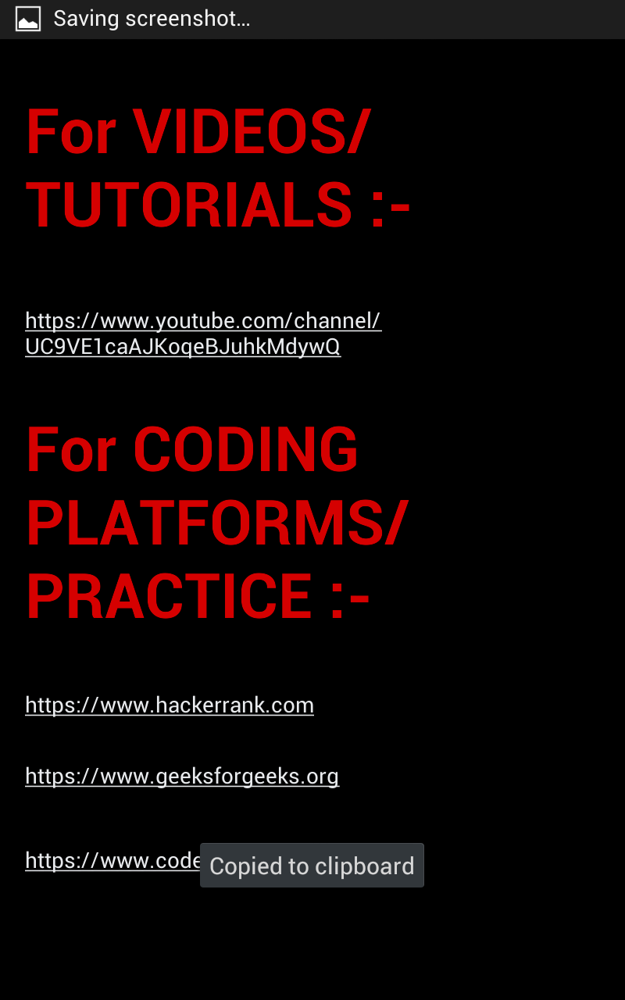 Saving screenshot...
For VIDEOS/
TUTORIALS :-
https://www.youtube.com/channel/
UC9VE1caAJKoqeBJuhkMdywQ
For CODING
PLATFORMS/
PRACTICE :-
https://www.hackerrank.com
https://www.geeksforgeeks.org
https://www.code
Copied to clipboard